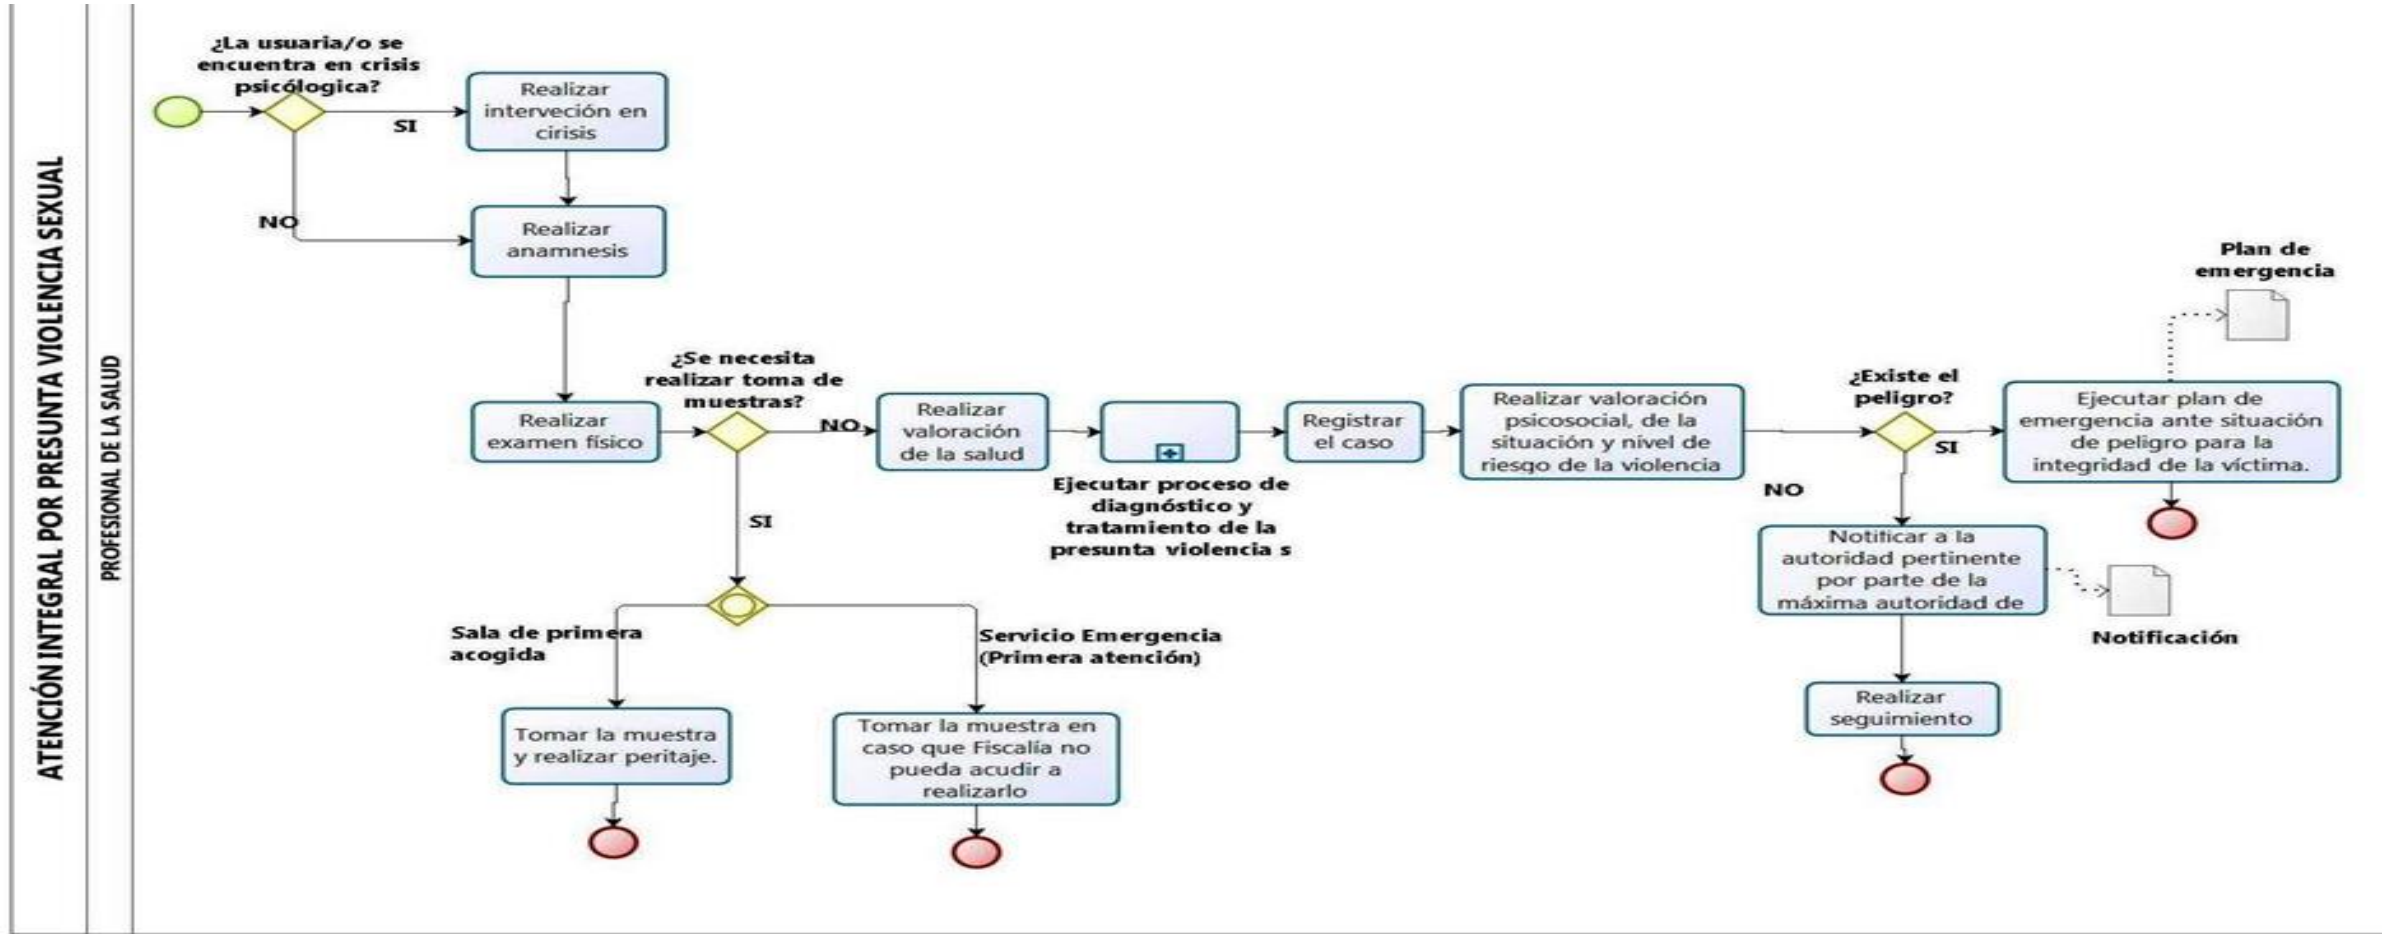 ATENCIÓN INTEGRAL POR PRESUNTA VIOLENCIA SEXUAL
PROFESIONAL DE LA SALUD
¿La usuaria/o se
encuentra en crisis
psicólogica?
SI
NO
Realizar
interveción en
cirisis
Realizar
anamnesis
Realizar
examen físico
¿Se necesita
realizar toma de
muestras?
NO
SI
Sala de primera
acogida
Servicio Emergencia
(Primera atención)
Tomar la muestra
y realizar peritaje.
Tomar la muestra en
caso que Fiscalía no
pueda acudir a
realizarlo
Realizar
valoración
de la salud
Ejecutar proceso de
diagnóstico y
tratamiento de la
presunta violencia s
Registrar
el caso
Realizar valoración
psicosocial, de la
situación y nivel de
riesgo de la violencia
¿Existe el
peligro?
SI
NO
Ejecutar plan de
emergencia ante situación
de peligro para la
integridad de la víctima.
Plan de
emergencia
Notificar a la
autoridad pertinente
por parte de la
máxima autoridad de
Notificación
Realizar
seguimiento